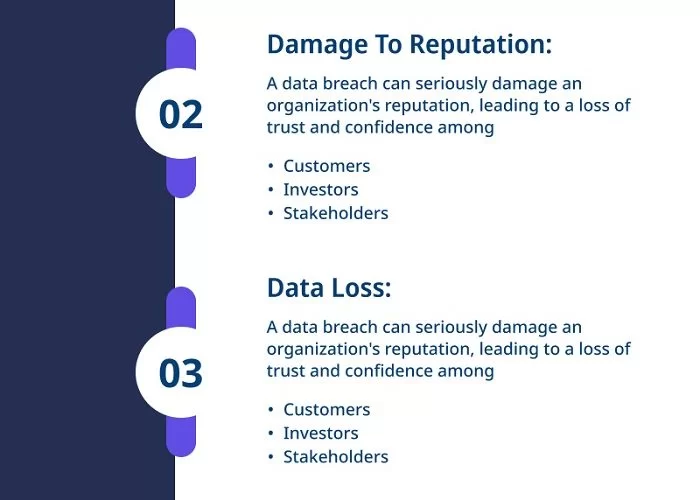 02
Damage To Reputation:
A data breach can seriously damage an
organization's reputation, leading to a loss of
trust and confidence among
• Customers
• Investors
• Stakeholders
03
Data Loss:
A data breach can seriously damage an
organization's reputation, leading to a loss of
trust and confidence among
• Customers
• Investors
• Stakeholders